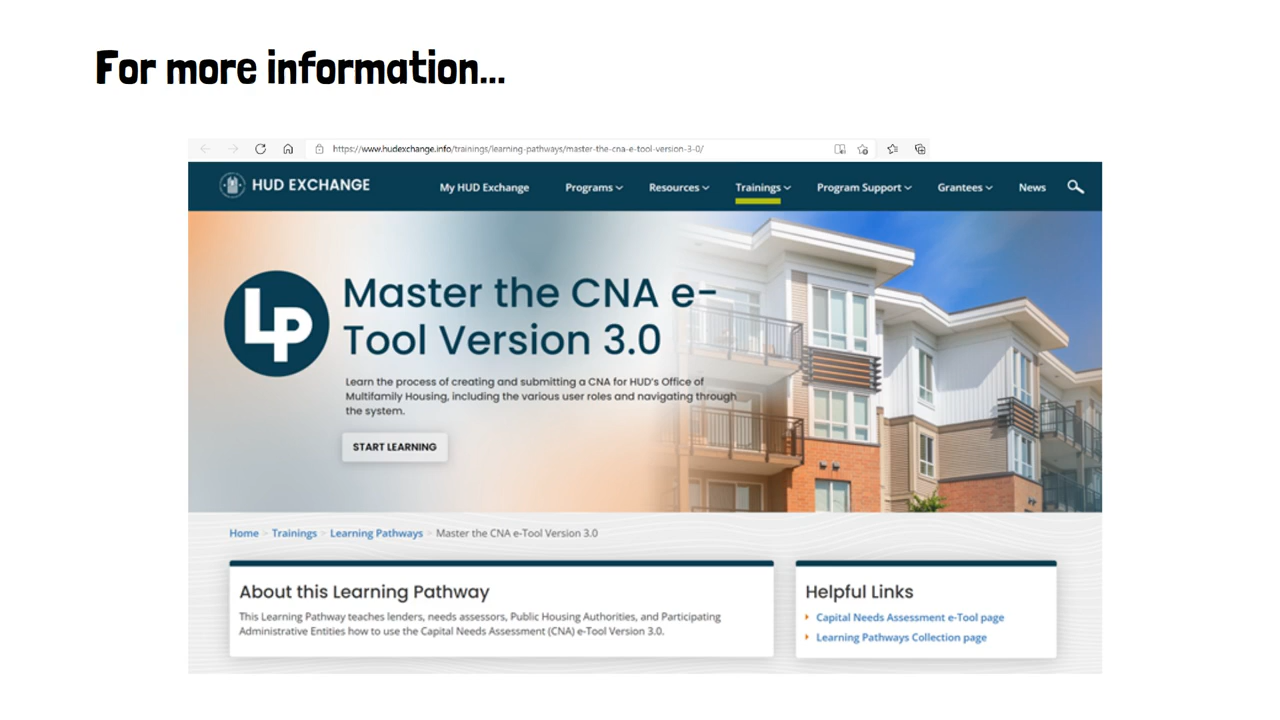 For more information...
https://www.hudexchange.info/trainings/learning-pathways/master-the-cna-e-tool-version-3-0/
HUD EXCHANGE
My HUD Exchange Programs Resources Trainings Program Support Grantees News
LP
Master the CNA e-
Tool Version 3.0
Learn the process of creating and submitting a CNA for HUD's Office of
Multifamily Housing, including the various user roles and navigating through
the system.
START LEARNING
Home > Trainings > Learning Pathways > Master the CNA e-Tool Version 3.0
About this Learning Pathway
This Learning Pathway teaches lenders, needs assessors, Public Housing Authorities, and Participating
Administrative Entities how to use the Capital Needs Assessment (CNA) e-Tool Version 3.0.
Helpful Links
Capital Needs Assessment e-Tool page
Learning Pathways Collection page